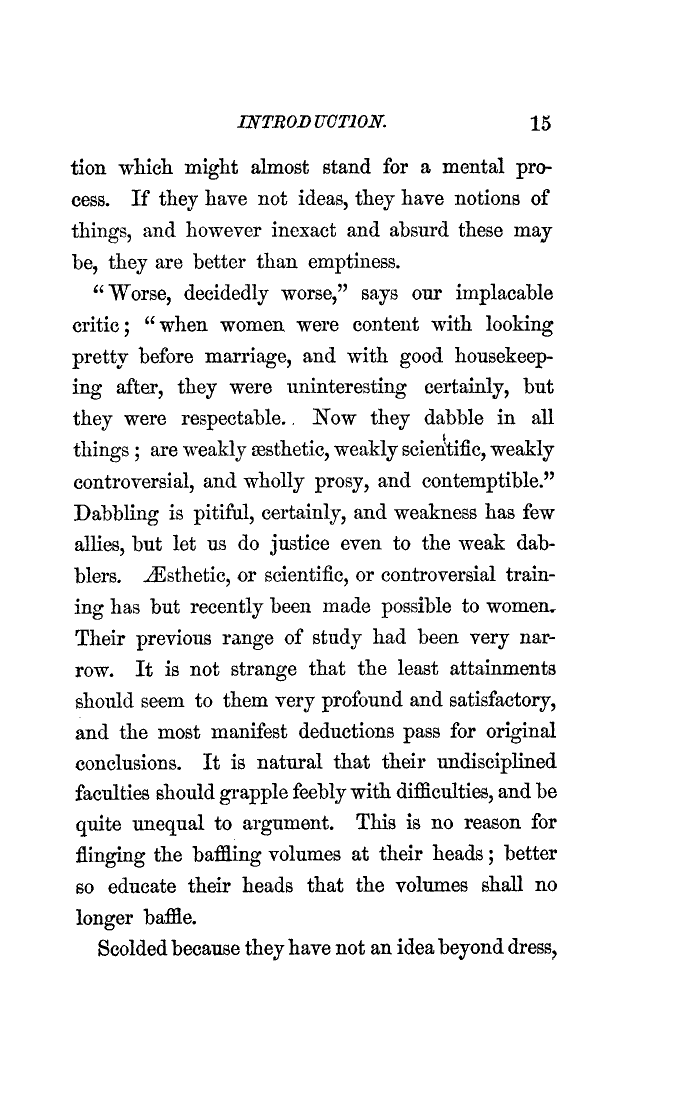 INTRODUCTION. 15
tion which might almost stand for a mental pro-
cess. If they have not ideas, they have notions of
things, and however inexact and absurd these may
be, they are better than emptiness.
“Worse, decidedly worse,” says our implacable
critic; “when women were content with looking
pretty before marriage, and with good housekeep-
ing after, they were uninteresting certainly, but
they were respectable. Now they dabble in all
things; are weakly æsthetic, weakly scientific, weakly
controversial, and wholly prosy, and contemptible.”
Dabbling is pitiful, certainly, and weakness has few
allies, but let us do justice even to the weak dab-
blers. Æsthetic, or scientific, or controversial train-
ing has but recently been made possible to women.
Their previous range of study had been very nar-
row. It is not strange that the least attainments
should seem to them very profound and satisfactory,
and the most manifest deductions pass for original
conclusions. It is natural that their undisciplined
faculties should grapple feebly with difficulties, and be
quite unequal to argument. This is no reason for
flinging the baffling volumes at their heads; better
so educate their heads that the volumes shall no
longer baffle.
Scolded because they have not an idea beyond dress,